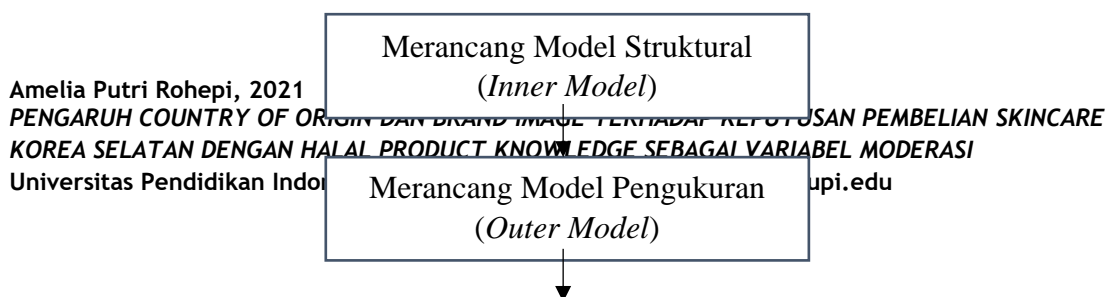 Merancang Model Struktural
(Inner Model)
Amelia Putri Rohepi, 2021
PENGARUH COUNTRY OF ORIGIN DAN BRAND IMAGE TERHADAP KEPUTUSAN PEMBELIAN SKINCARE
KOREA SELATAN DENGAN HALAL PRODUCT KNOWLEDGE SEBAGAI VARIABEL MODERASI
Universitas Pendidikan upi.edu
Merancang Model Pengukuran
(Outer Model)